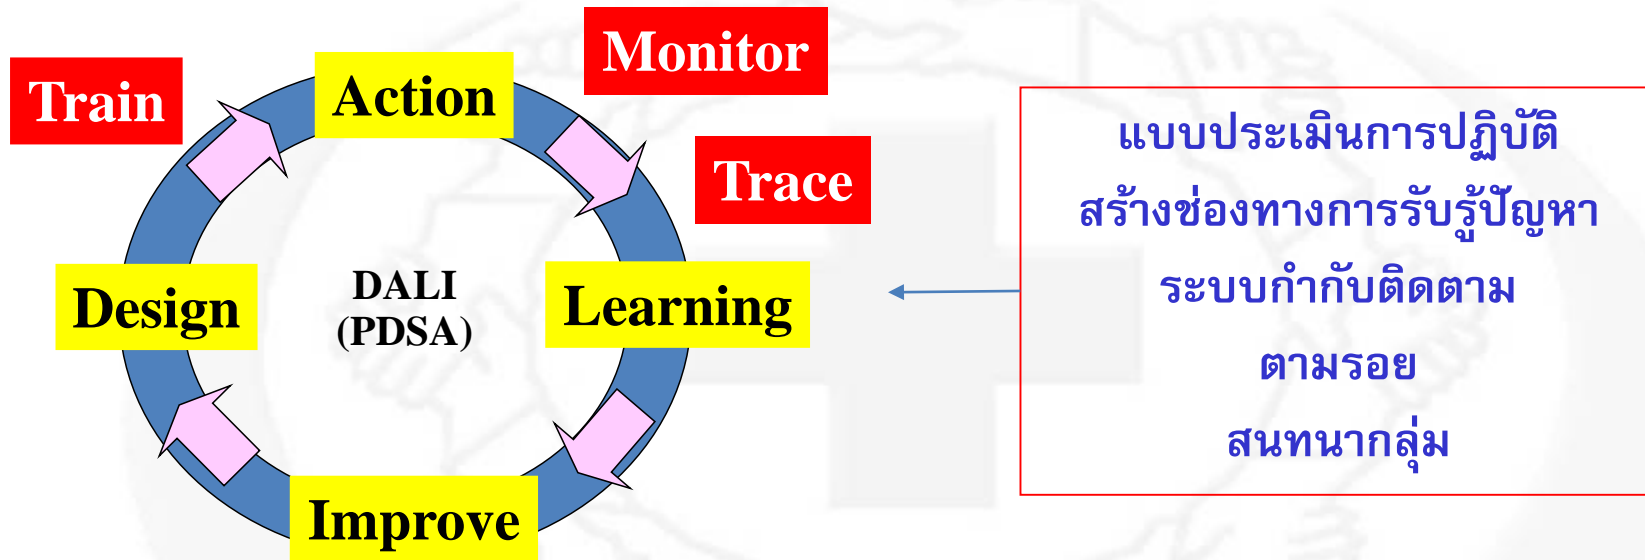 Monitor
Train
Action
Trace
Design
DALI
(PDSA)
Learning
Improve
แบบประเมินการปฏิบัติ
สร้างช่องทางการรับรู้ปัญหา
ระบบกำกับติดตาม
ตามรอย
สนทนากลุ่ม